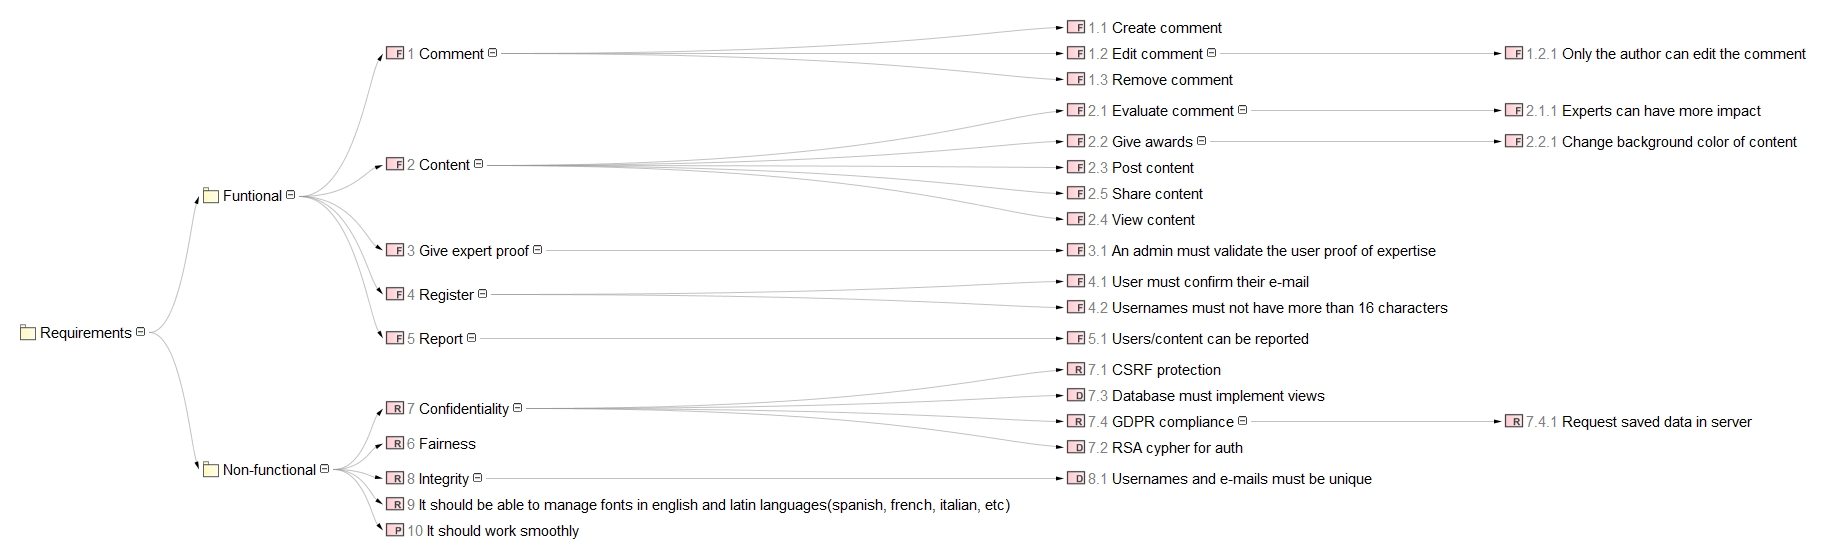 Requirements
Funtional
F 1 Comment
F 1.1 Create comment
F 1.2 Edit comment
F 1.2.1 Only the author can edit the comment
F 1.3 Remove comment
F 2 Content
F 2.1 Evaluate comment
F 2.1.1 Experts can have more impact
F 2.2 Give awards
F 2.2.1 Change background color of content
F 2.3 Post content
F 2.5 Share content
F 2.4 View content
F 3 Give expert proof
F 3.1 An admin must validate the user proof of expertise
F 4 Register
F 4.1 User must confirm their e-mail
F 4.2 Usernames must not have more than 16 characters
F 5 Report
F 5.1 Users/content can be reported
Non-functional
R 7 Confidentiality
R 7.1 CSRF protection
D 7.3 Database must implement views
R 7.4 GDPR compliance
R 7.4.1 Request saved data in server
D 7.2 RSA cypher for auth
R 6 Fairness
R 8 Integrity
D 8.1 Usernames and e-mails must be unique
R 9 It should be able to manage fonts in english and latin languages(spanish, french, italian, etc)
P 10 It should work smoothly